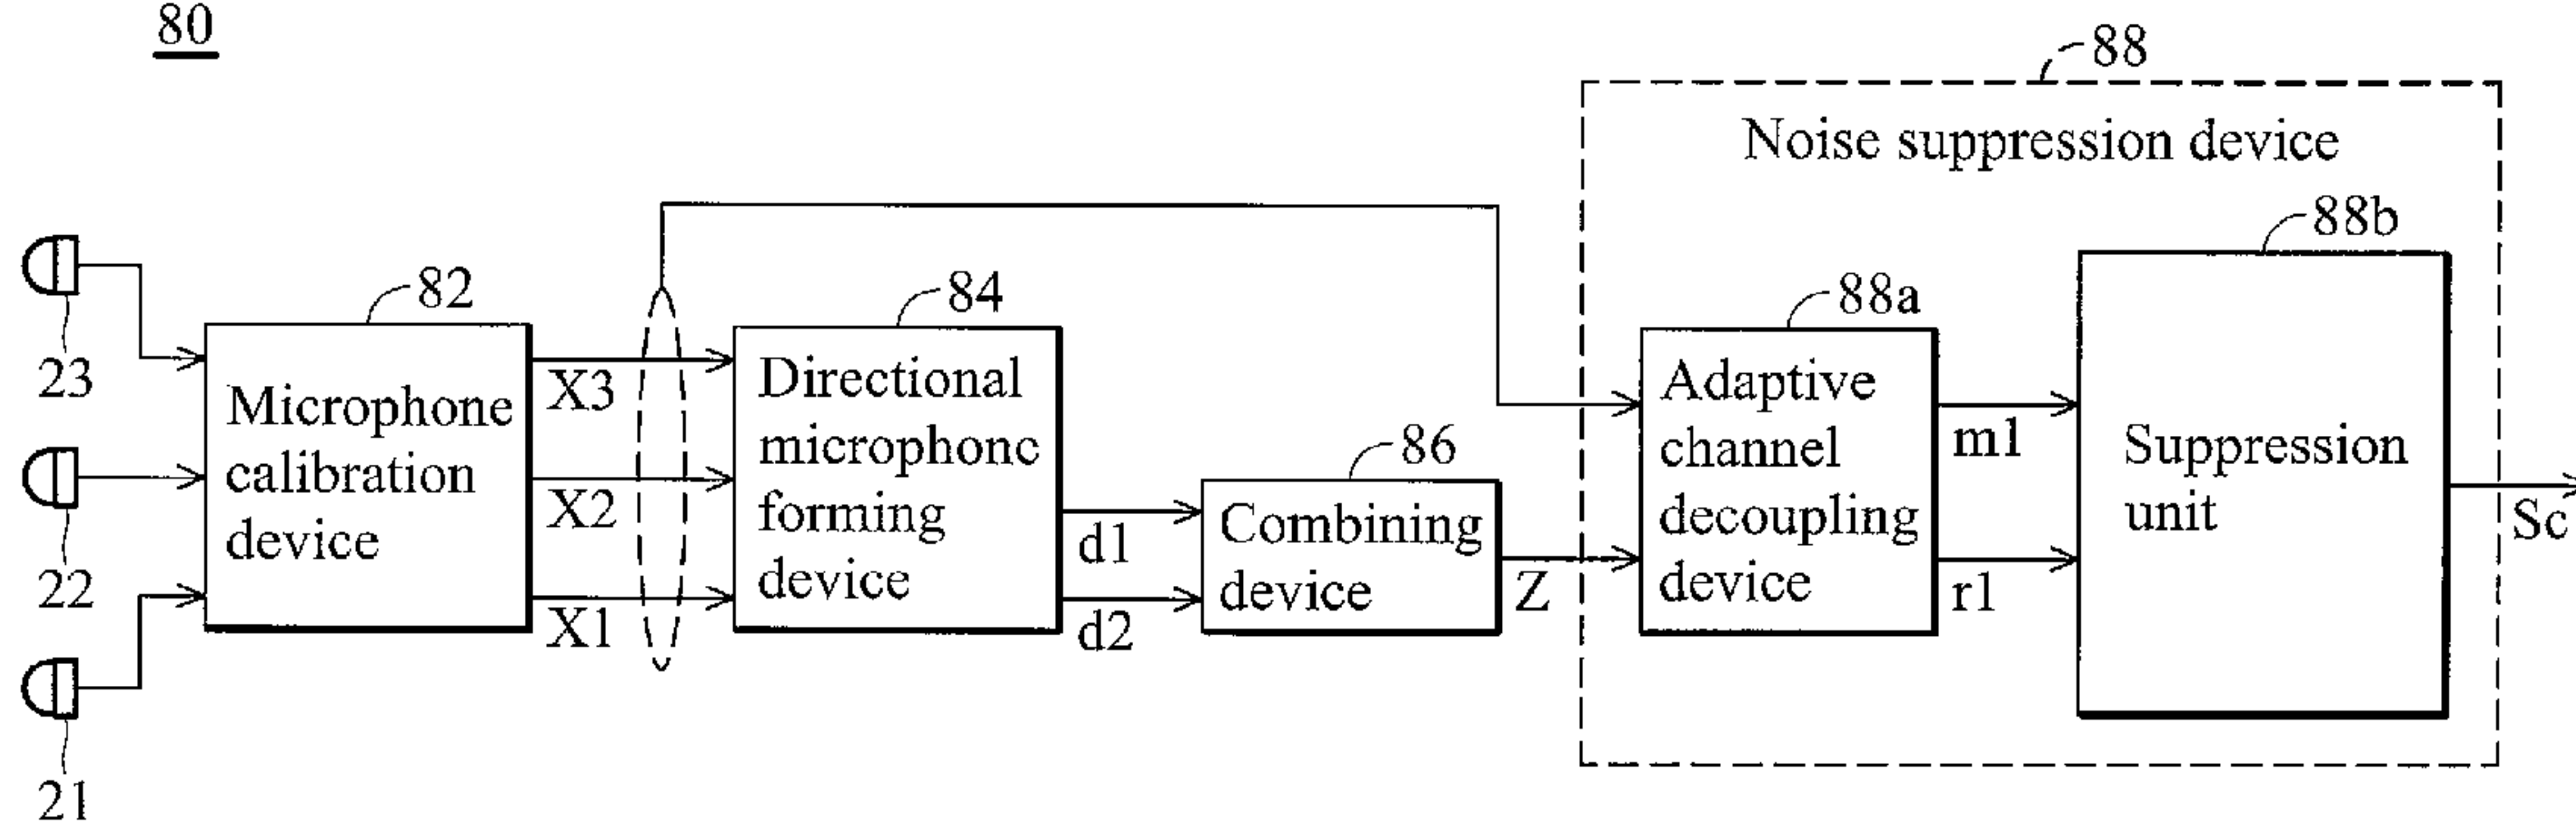 80
88
Noise suppression device
88b
82
84
88a
23
X3
Microphone
calibration
device
Directional
microphonc
forming
device
Adaptive
channel
decoupling
device
m1
Suppression
unit
86
X2
d1
Combining
device
Sc
22
X1
d2
Z
r1
21